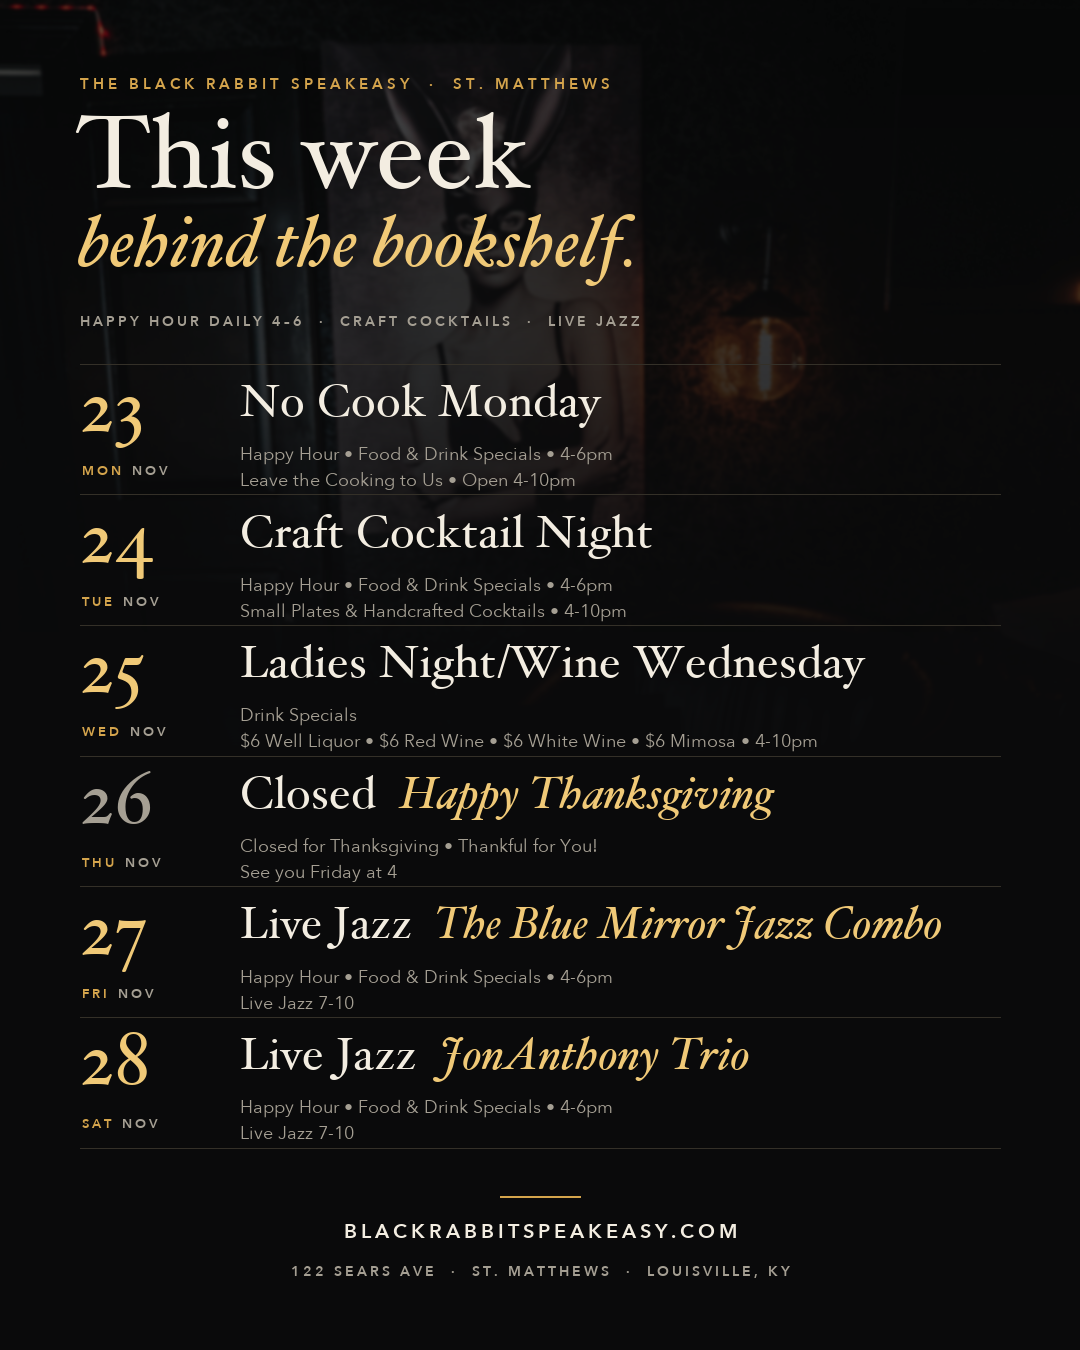 THE BLACK RABBIT SPEAKEASY · ST. MATTHEWS
This week
behind the bookshelf.
HAPPY HOUR DAILY 4–6 · CRAFT COCKTAILS · LIVE JAZZ
23
MON NOV
No Cook Monday
Happy Hour • Food & Drink Specials • 4-6pm
Leave the Cooking to Us • Open 4-10pm
24
TUE NOV
Craft Cocktail Night
Happy Hour • Food & Drink Specials • 4-6pm
Small Plates & Handcrafted Cocktails • 4-10pm
25
WED NOV
Ladies Night/Wine Wednesday
Drink Specials
$6 Well Liquor • $6 Red Wine • $6 White Wine • $6 Mimosa • 4-10pm
26
THU NOV
Closed Happy Thanksgiving
Closed for Thanksgiving • Thankful for You!
See you Friday at 4
27
FRI NOV
Live Jazz The Blue Mirror Jazz Combo
Happy Hour • Food & Drink Specials • 4-6pm
Live Jazz 7-10
28
SAT NOV
Live Jazz JonAnthony Trio
Happy Hour • Food & Drink Specials • 4-6pm
Live Jazz 7-10
BLACKRABBITSPEAKEASY.COM
122 SEARS AVE · ST. MATTHEWS · LOUISVILLE, KY